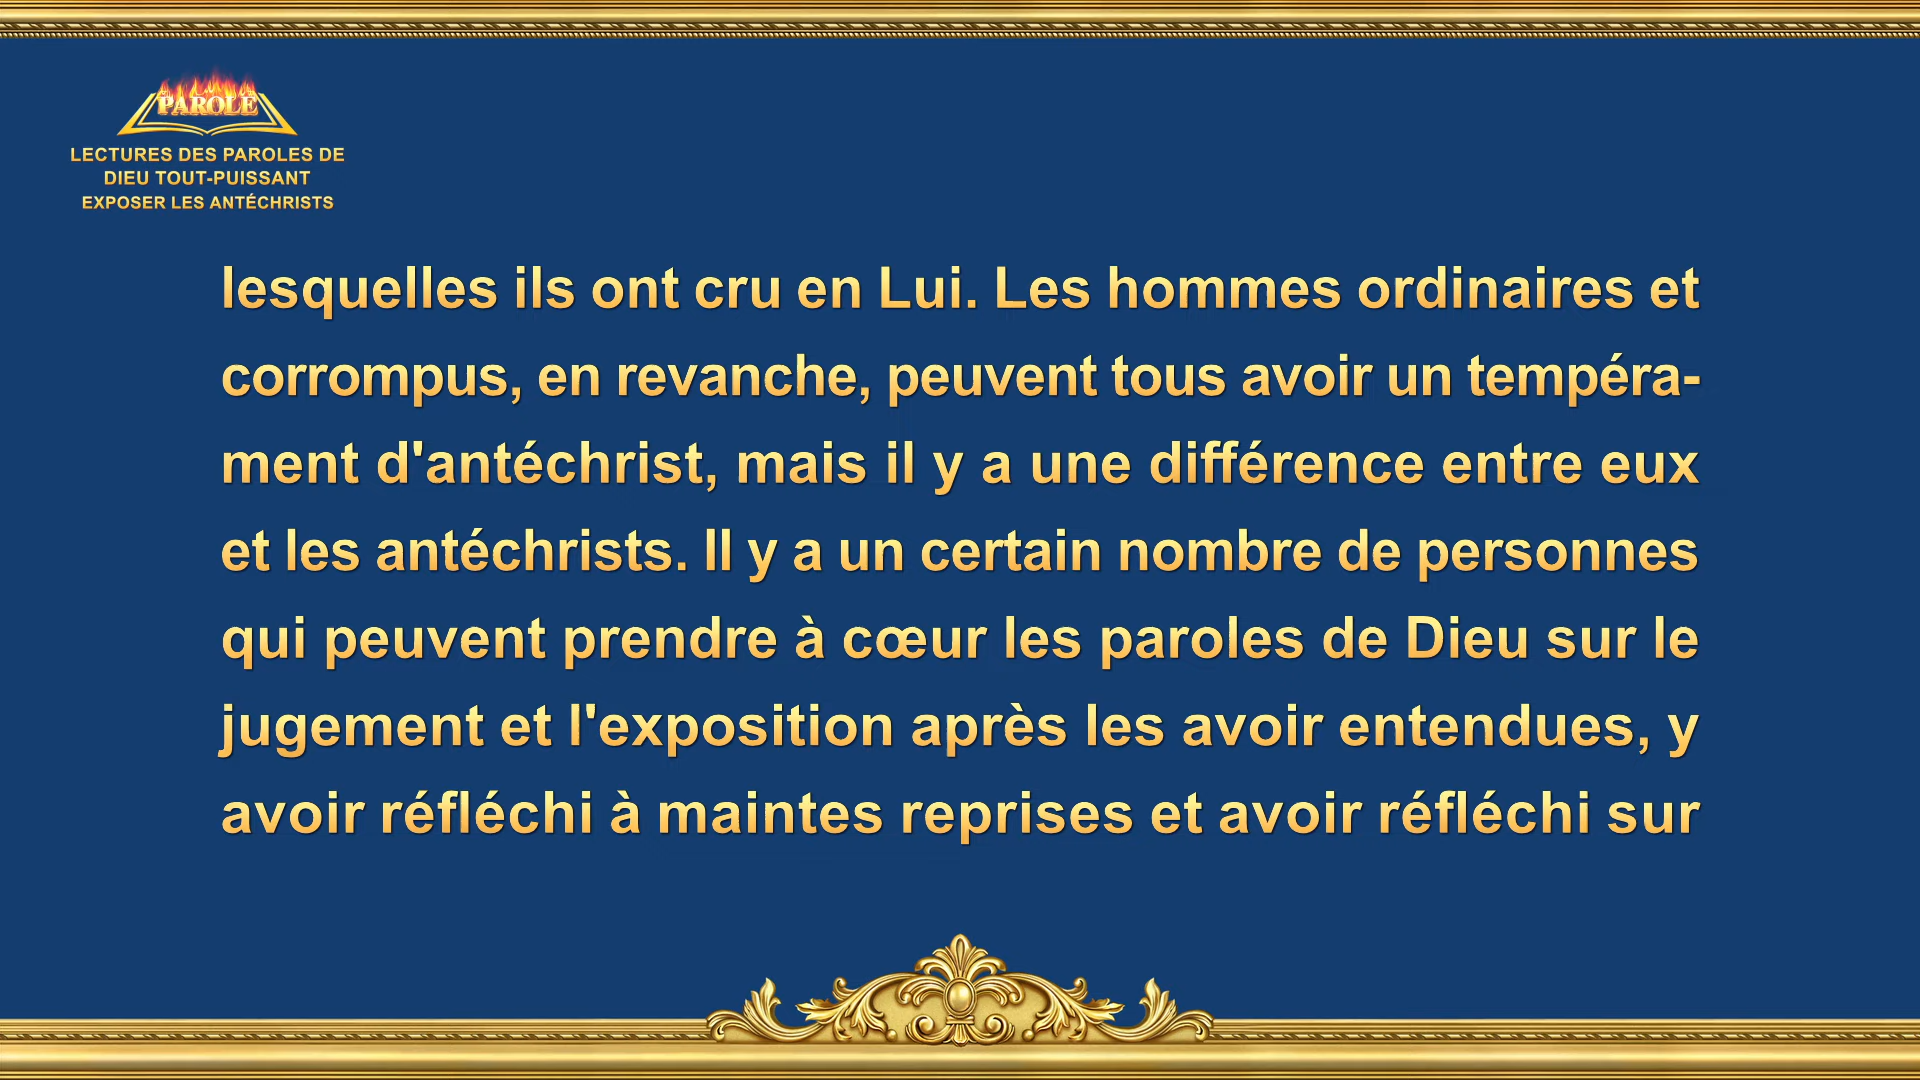 PAROLE
LECTURES DES PAROLES DE
DIEU TOUT-PUISSANT
EXPOSER LES ANTÉCHRISTS
lesquelles ils ont cru en Lui. Les hommes ordinaires et
corrompus, en revanche, peuvent tous avoir un tempéra-
ment d'antéchrist, mais il y a une différence entre eux
et les antéchrists. Il y a un certain nombre de personnes
qui peuvent prendre à cœur les paroles de Dieu sur le
jugement et l'exposition après les avoir entendues, y
avoir réfléchi à maintes reprises et avoir réfléchi sur